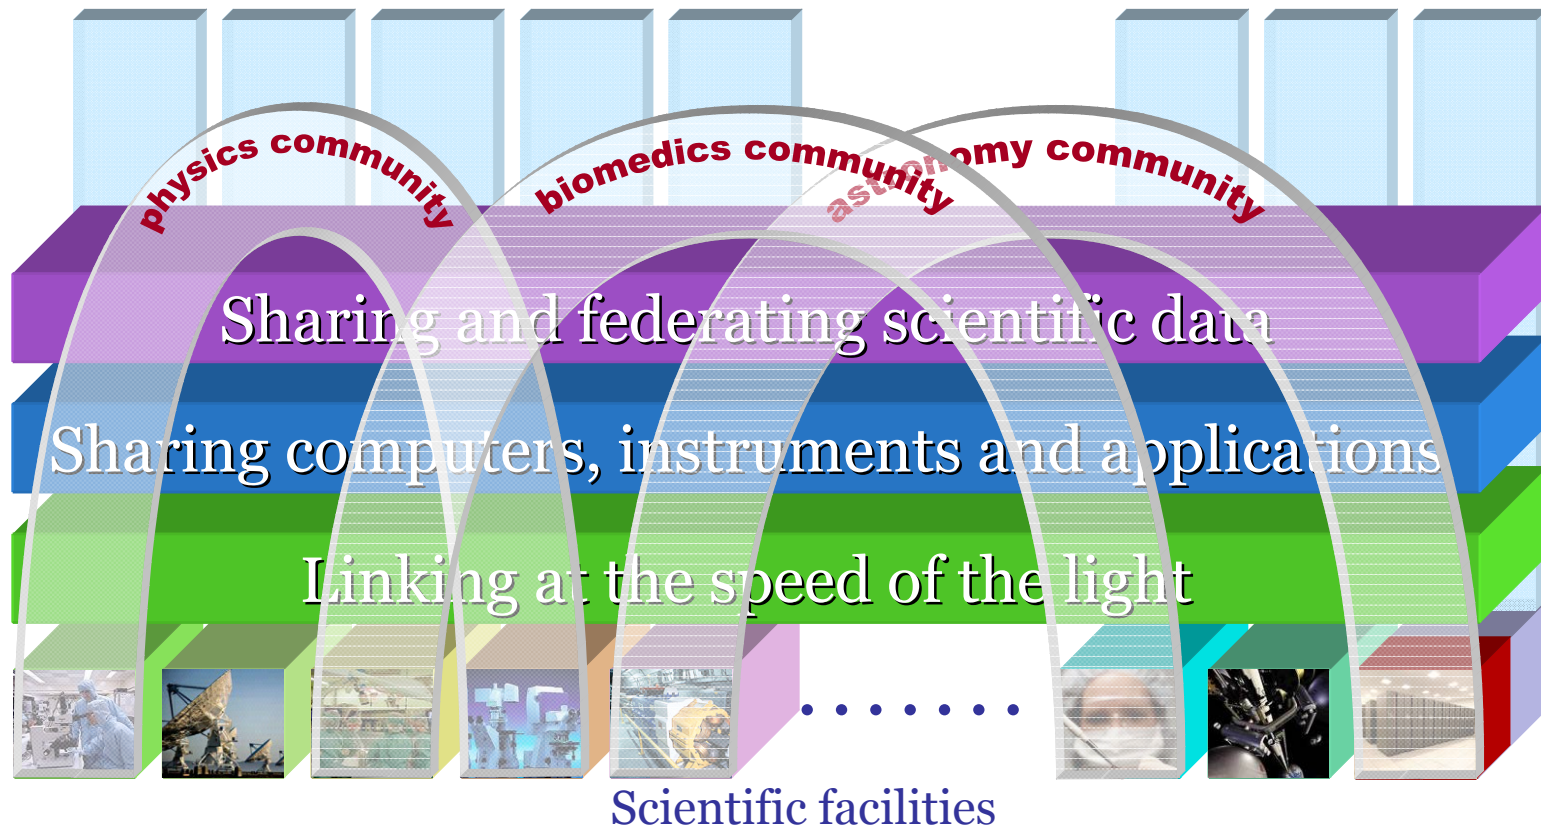 physics community
biomedics community
astronomy community
Sharing and federating scientific data
Sharing computers, instruments and applications
Linking at the speed of the light
Scientific facilities